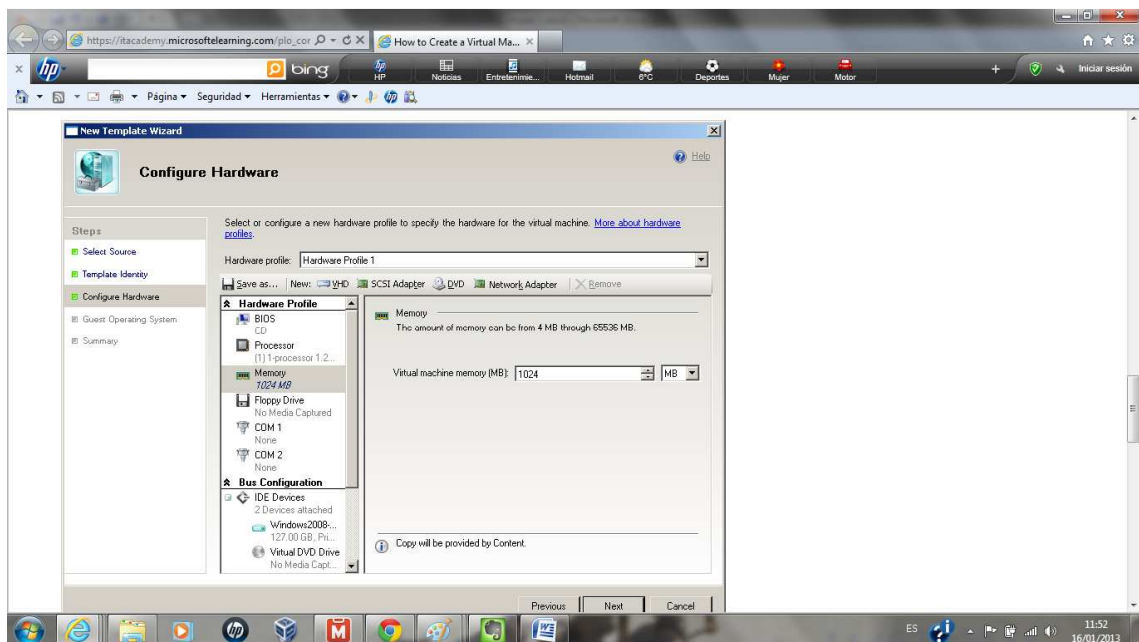 https://itacademy.microsoftelearning.com/plo_cor
How to Create a Virtual Ma...
hp
bing
HP
Noticias
Entretenimie...
Hotmail
6°C
Deportes
Mujer
Motor
Iniciar sesión
Página
Seguridad
Herramientas
New Template Wizard
Configure Hardware
Help
Steps
Select Source
Template Identity
Configure Hardware
Guest Operating System
Summary
Select or configure a new hardware profile to specify the hardware for the virtual machine. More about hardware
profiles.
Hardware profile: Hardware Profile 1
Save as... New: VHD SCSI Adapter DVD Network Adapter Remove
Hardware Profile
BIOS
CD
Processor
(1) 1-processor 1.2...
Memory
1024 MB
Floppy Drive
No Media Captured
COM 1
None
COM 2
None
Bus Configuration
IDE Devices
2 Devices attached
Windows2008-...
127.00 GB, Pri...
Virtual DVD Drive
No Media Capt...
Memory
The amount of memory can be from 4 MB through 65536 MB.
Virtual machine memory (MB): 1024 MB
Copy will be provided by Content.
Previous Next Cancel
ES
11:52
16/01/2013